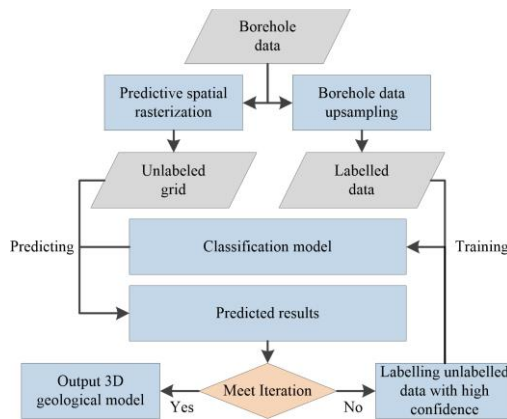 Borehole
data
Predictive spatial
rasterization
Borehole data
upsampling
Unlabeled
grid
Labelled
data
Predicting
Classification model
Training
Predicted results
Output 3D
geological model
Yes
Meet Iteration
No
Labelling unlabelled
data with high
confidence